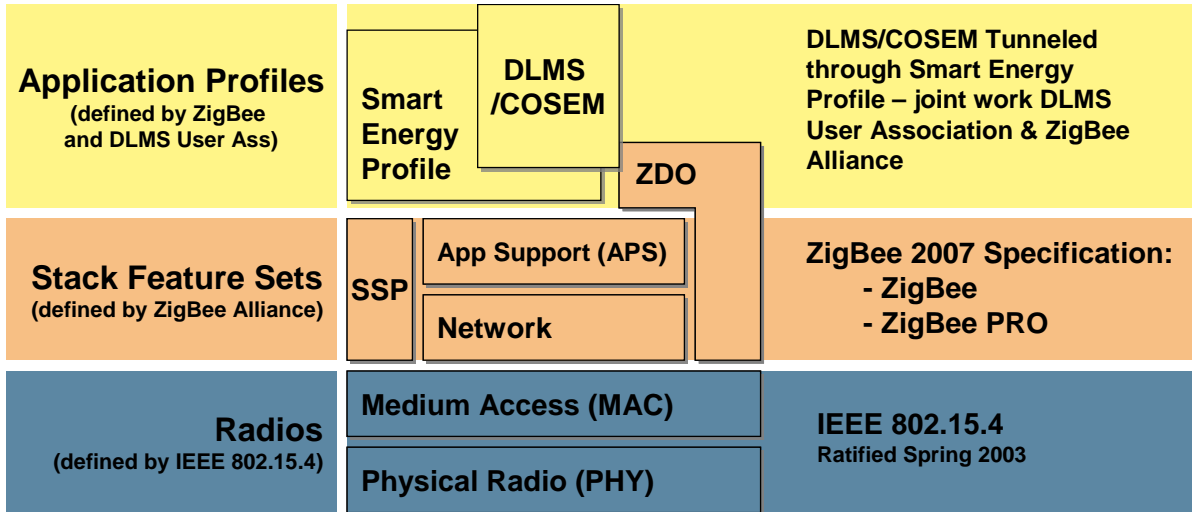 Application Profiles
(defined by ZigBee
and DLMS User Ass)
Smart
Energy
Profile
DLMS
/COSEM
ZDO
DLMS/COSEM Tunneled
through Smart Energy
Profile – joint work DLMS
User Association & ZigBee
Alliance
Stack Feature Sets
(defined by ZigBee Alliance)
SSP
App Support (APS)
Network
ZigBee 2007 Specification:
- ZigBee
- ZigBee PRO
Radios
(defined by IEEE 802.15.4)
Medium Access (MAC)
Physical Radio (PHY)
IEEE 802.15.4
Ratified Spring 2003